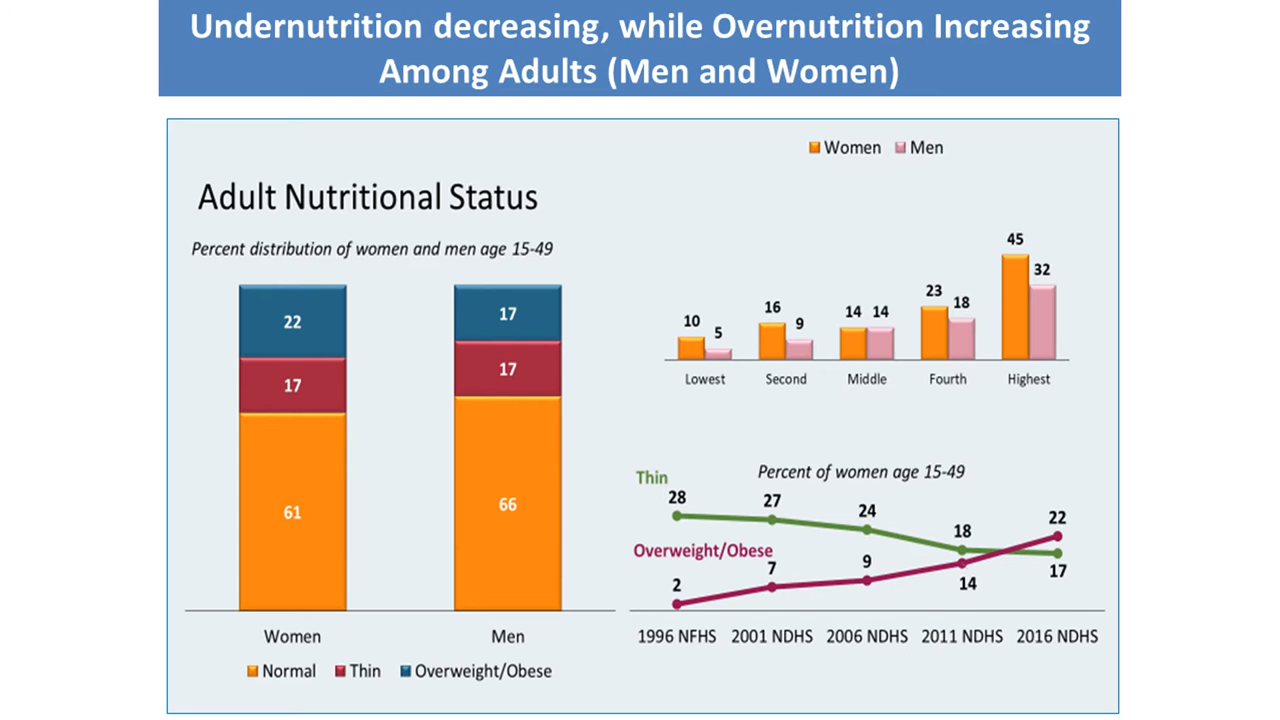 Undernutrition decreasing, while Overnutrition Increasing
Among Adults (Men and Women)
Adult Nutritional Status
Percent distribution of women and men age 15-49
22
17
61
17
17
66
Women Men
Normal Thin Overweight/Obese
Women Men
10 5 16 9 14 14 23 18 45 32
Lowest Second Middle Fourth Highest
Percent of women age 15-49
Thin
28 27 24 18 22
Overweight/Obese
2 7 9 14 17
1996 NFHS 2001 NDHS 2006 NDHS 2011 NDHS 2016 NDHS